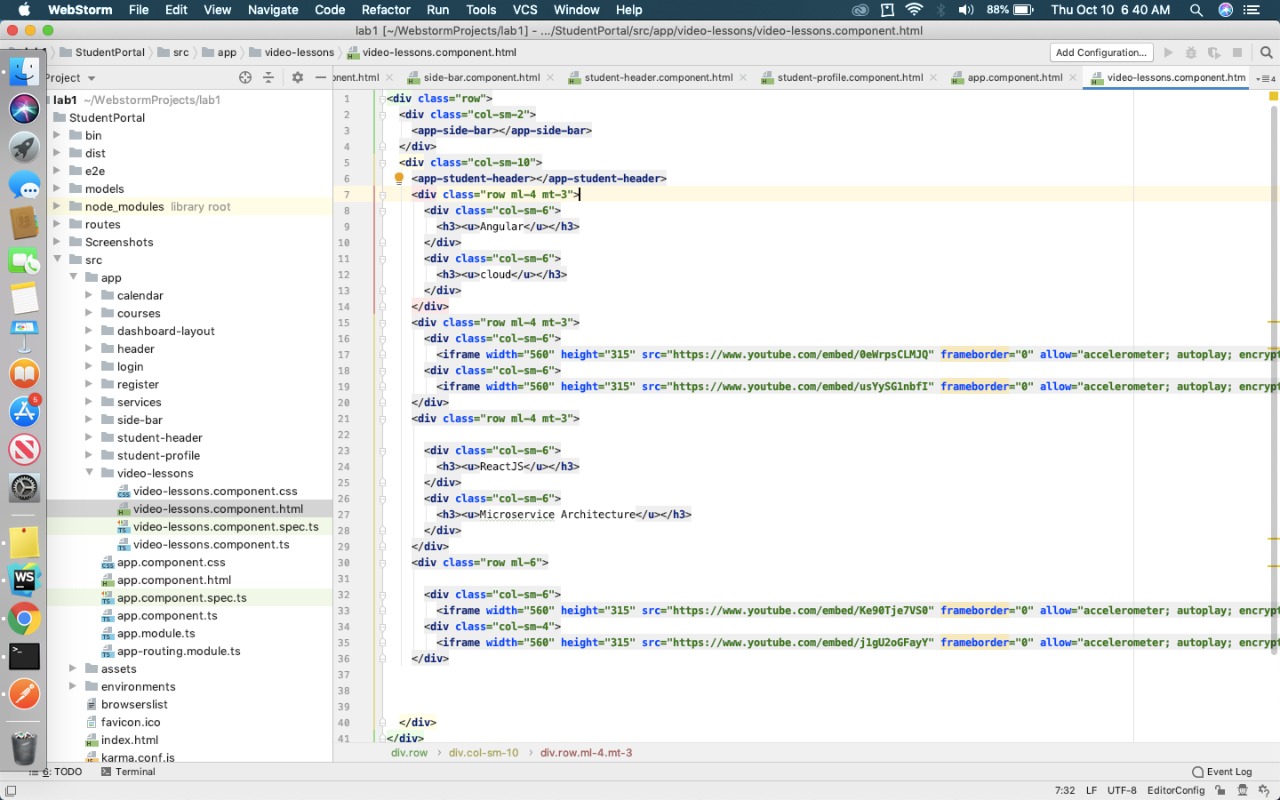 WebStorm File Edit View Navigate Code Refactor Run Tools VCS Window Help 88% Thu Oct 10 6 40 AM
lab1 [~/WebstormProjects/lab1] - .../StudentPortal/src/app/video-lessons/video-lessons.component.html
StudentPortal src app video-lessons video-lessons.component.html Add Configuration...
Project
onent.html side-bar.component.html student-header.component.html student-profile.component.html app.component.html video-lessons.component.htm 4
lab1 ~/WebstormProjects/lab1
StudentPortal
bin
dist
e2e
models
node_modules library root
routes
Screenshots
src
app
calendar
courses
dashboard-layout
header
login
register
services
side-bar
student-header
student-profile
video-lessons
video-lessons.component.css
video-lessons.component.html
video-lessons.component.spec.ts
video-lessons.component.ts
app.component.css
app.component.html
app.component.spec.ts
app.component.ts
app.module.ts
app-routing.module.ts
assets
environments
browserslist
favicon.ico
index.html
karma.conf.js
5
WS
1 <div class="row">
2 <div class="col-sm-2">
3 <app-side-bar></app-side-bar>
4 </div>
5 <div class="col-sm-10">
6 <app-student-header></app-student-header>
7 <div class="row ml-4 mt-3">
8 <div class="col-sm-6">
9 <h3><u>Angular</u></h3>
10 </div>
11 <div class="col-sm-6">
12 <h3><u>cloud</u></h3>
13 </div>
14 </div>
15 <div class="row ml-4 mt-3">
16 <div class="col-sm-6">
17 <iframe width="560" height="315" src="https://www.youtube.com/embed/0eWrpsCLMJQ" frameborder="0" allow="accelerometer; autoplay; encrypt
18 <div class="col-sm-6">
19 <iframe width="560" height="315" src="https://www.youtube.com/embed/usYySG1nbfI" frameborder="0" allow="accelerometer; autoplay; encrypt
20 </div>
21 <div class="row ml-4 mt-3">
22
23 <div class="col-sm-6">
24 <h3><u>ReactJS</u></h3>
25 </div>
26 <div class="col-sm-6">
27 <h3><u>Microservice Architecture</u></h3>
28 </div>
29 </div>
30 <div class="row ml-6">
31
32 <div class="col-sm-6">
33 <iframe width="560" height="315" src="https://www.youtube.com/embed/Ke90Tje7VS0" frameborder="0" allow="accelerometer; autoplay; encrypt
34 <div class="col-sm-4">
35 <iframe width="560" height="315" src="https://www.youtube.com/embed/j1gU2oGFayY" frameborder="0" allow="accelerometer; autoplay; encrypt
36 </div>
37
38
39
40 </div>
41 </div>
div.row div.col-sm-10 div.row.ml-4.mt-3
6: TODO Terminal Event Log
7:32 LF UTF-8 EditorConfig